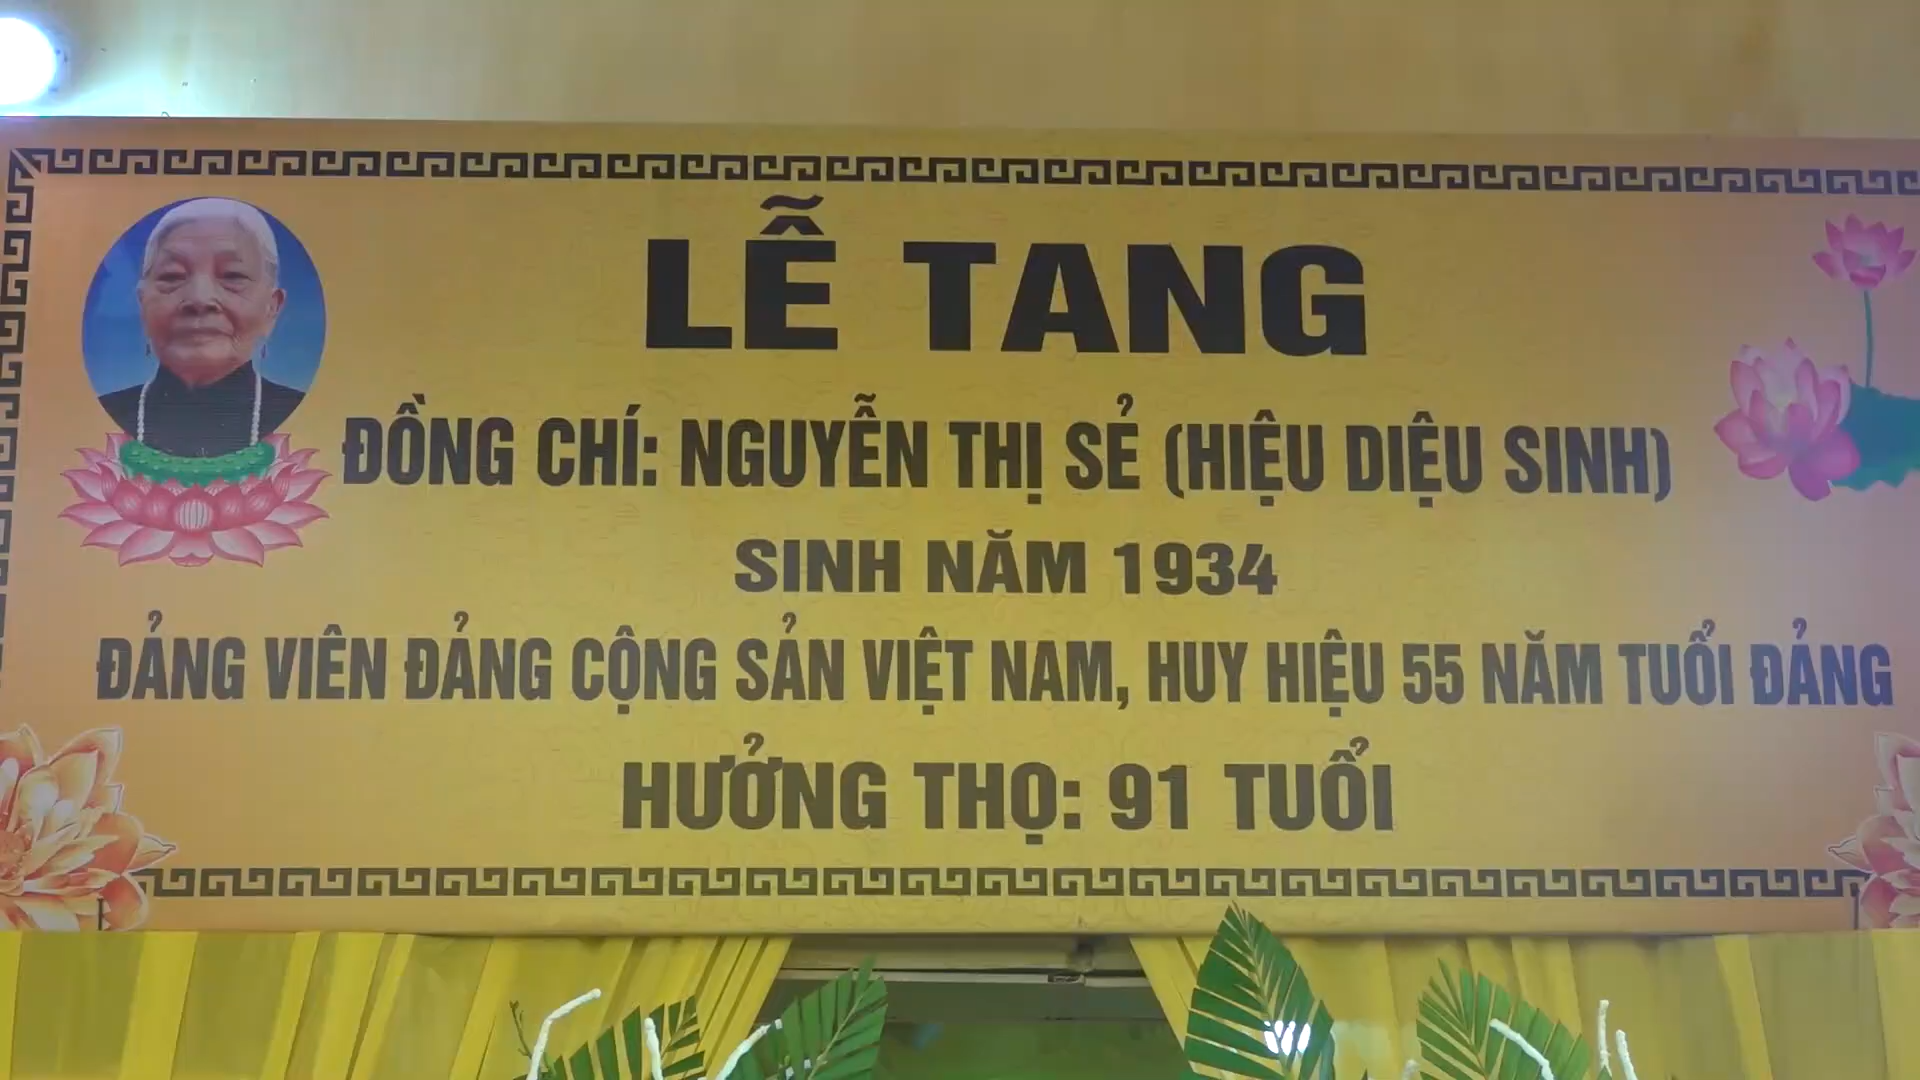 LỄ TANG
ĐỒNG CHÍ: NGUYỄN THỊ SẺ (HIỆU DIỆU SINH)
SINH NĂM 1934
ĐẢNG VIÊN ĐẢNG CỘNG SẢN VIỆT NAM, HUY HIỆU 55 NĂM TUỔI ĐẢNG
HƯỞNG THỌ: 91 TUỔI